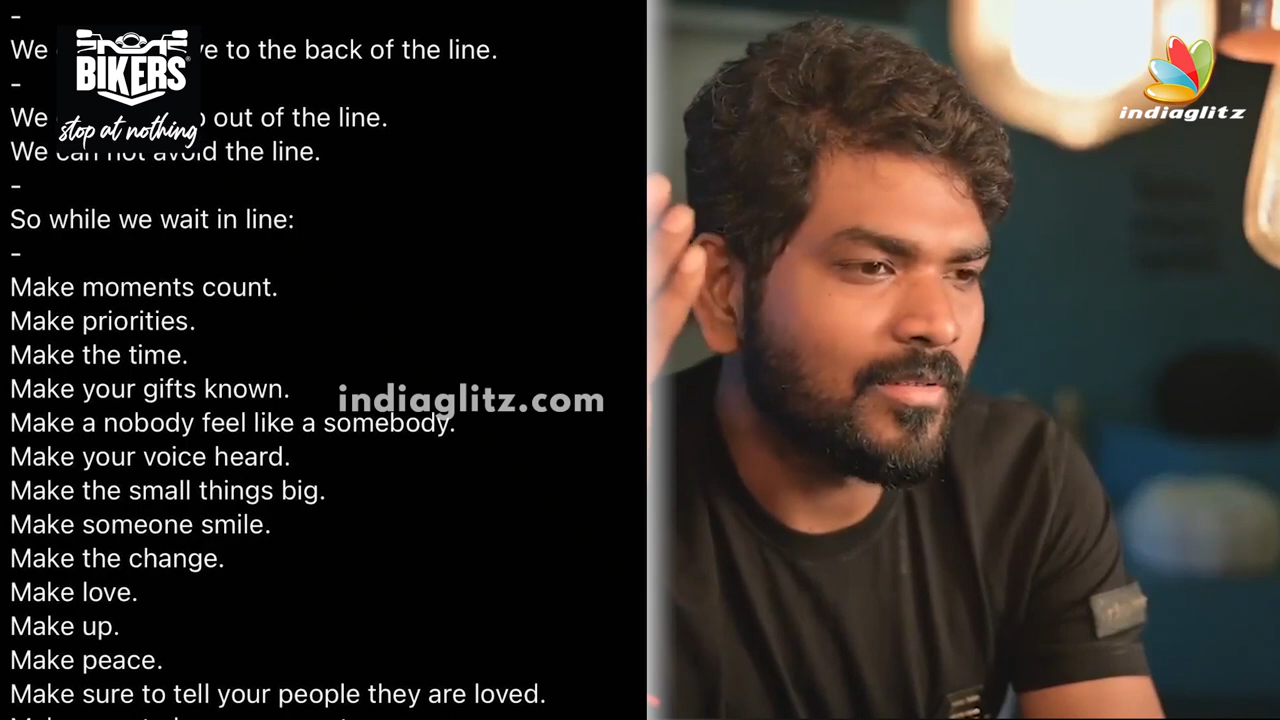 -
We to the back of the line.
-
We out of the line.
We can not avoid the line.
-
So while we wait in line:
-
Make moments count.
Make priorities.
Make the time.
Make your gifts known.
Make a nobody feel like a somebody.
Make your voice heard.
Make the small things big.
Make someone smile.
Make the change.
Make love.
Make up.
Make peace.
Make sure to tell your people they are loved.
BIKERS
stop at nothing
indiaglitz.com
indiaglitz